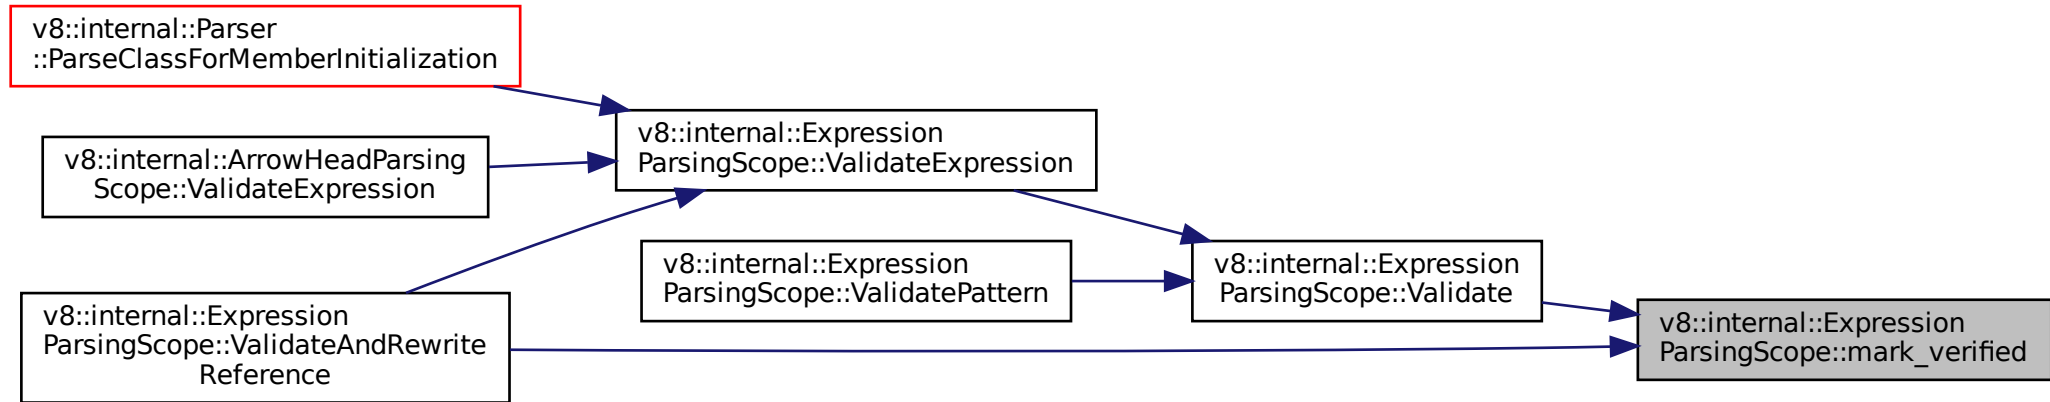 v8::internal::Parser
::ParseClassForMemberInitialization
v8::internal::ArrowHeadParsing
Scope::ValidateExpression
v8::internal::Expression
ParsingScope::ValidateAndRewrite
Reference
v8::internal::Expression
ParsingScope::ValidateExpression
v8::internal::Expression
ParsingScope::ValidatePattern
v8::internal::Expression
ParsingScope::Validate
v8::internal::Expression
ParsingScope::mark_verified